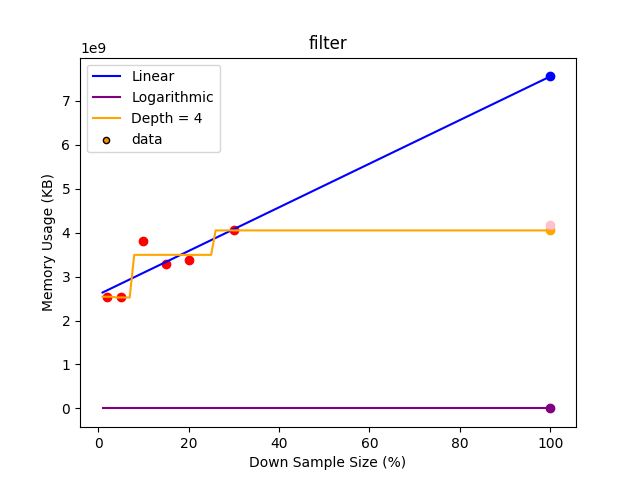 filter
1e9
Linear
Logarithmic
Depth = 4
data
7
6
5
4
3
2
1
0
Memory Usage (KB)
0 20 40 60 80 100
Down Sample Size (%)